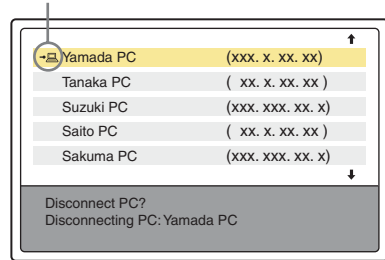 Yamada PC (xxx. x. xx. xx)
Tanaka PC ( xx. x. xx. xx )
Suzuki PC (xxx. xxx. xx. x)
Saito PC ( xx. x. xx. xx )
Sakuma PC (xxx. xxx. xx. x)
Disconnect PC?
Disconnecting PC: Yamada PC